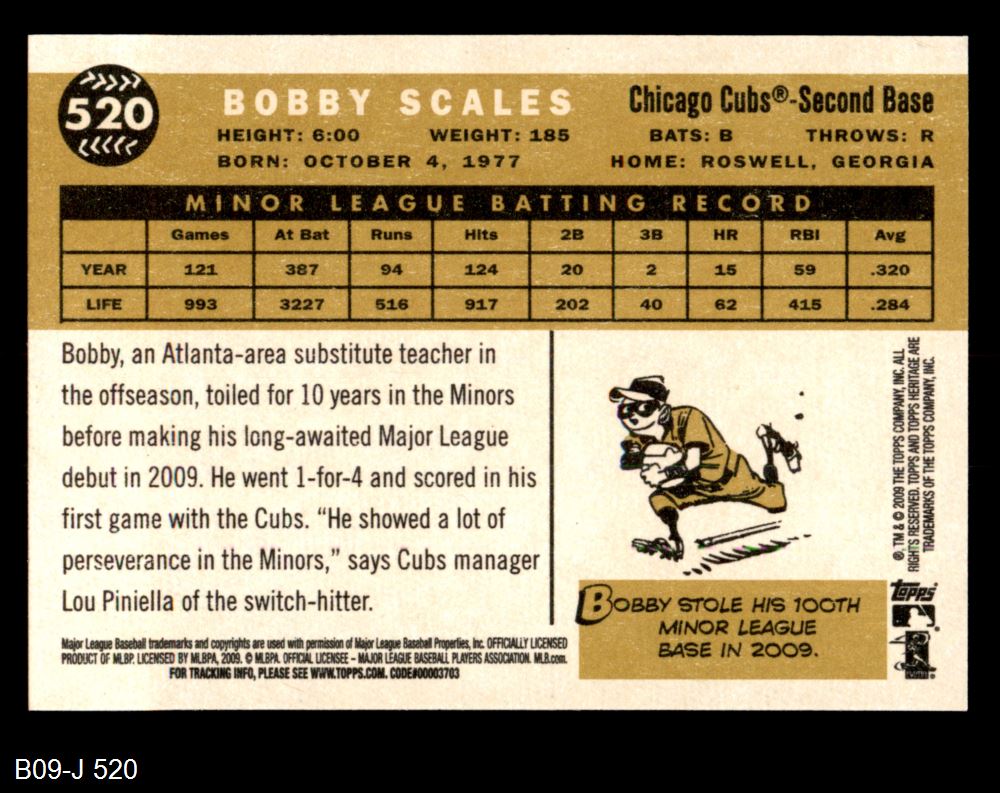 520
BOBBY SCALES
Chicago Cubs®-Second Base
HEIGHT: 6:00 WEIGHT: 185 BATS: B THROWS: R
BORN: OCTOBER 4, 1977 HOME: ROSWELL, GEORGIA
MINOR LEAGUE BATTING RECORD
Games At Bat Runs Hits 2B 3B HR RBI Avg
YEAR 121 387 94 124 20 2 15 59 .320
LIFE 993 3227 516 917 202 40 62 415 .284
Bobby, an Atlanta-area substitute teacher in
the offseason, toiled for 10 years in the Minors
before making his long-awaited Major League
debut in 2009. He went 1-for-4 and scored in his
first game with the Cubs. “He showed a lot of
perseverance in the Minors,” says Cubs manager
Lou Piniella of the switch-hitter.
Major League Baseball trademarks and copyrights are used with permission of Major League Baseball Properties, Inc. OFFICIALLY LICENSED
PRODUCT OF MLBP. LICENSED BY MLBPA, 2009. © MLBPA. OFFICIAL LICENSEE – MAJOR LEAGUE BASEBALL PLAYERS ASSOCIATION. MLB.com.
FOR TRACKING INFO, PLEASE SEE WWW.TOPPS.COM. CODE#00003703
BOBBY STOLE HIS 100TH
MINOR LEAGUE
BASE IN 2009.
®, TM & © 2009 THE TOPPS COMPANY, INC. ALL
RIGHTS RESERVED. TOPPS AND TOPPS HERITAGE ARE
TRADEMARKS OF THE TOPPS COMPANY, INC.
Topps
B09-J 520